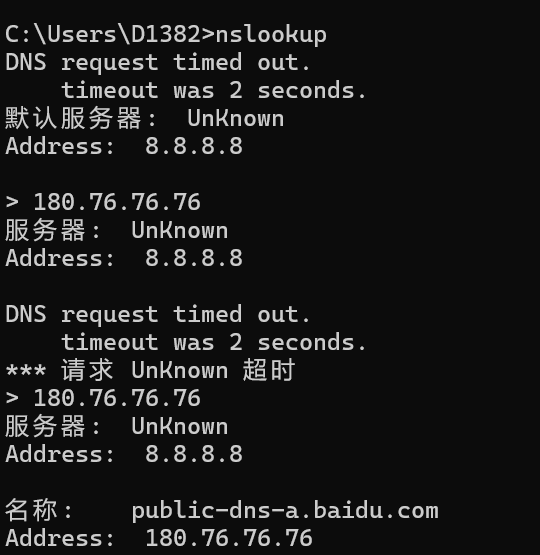 C:\Users\D1382>nslookup
DNS request timed out.
    timeout was 2 seconds.
默认服务器:  UnKnown
Address:  8.8.8.8

> 180.76.76.76
服务器:  UnKnown
Address:  8.8.8.8

DNS request timed out.
    timeout was 2 seconds.
*** 请求 UnKnown 超时
> 180.76.76.76
服务器:  UnKnown
Address:  8.8.8.8

名称:    public-dns-a.baidu.com
Address:  180.76.76.76